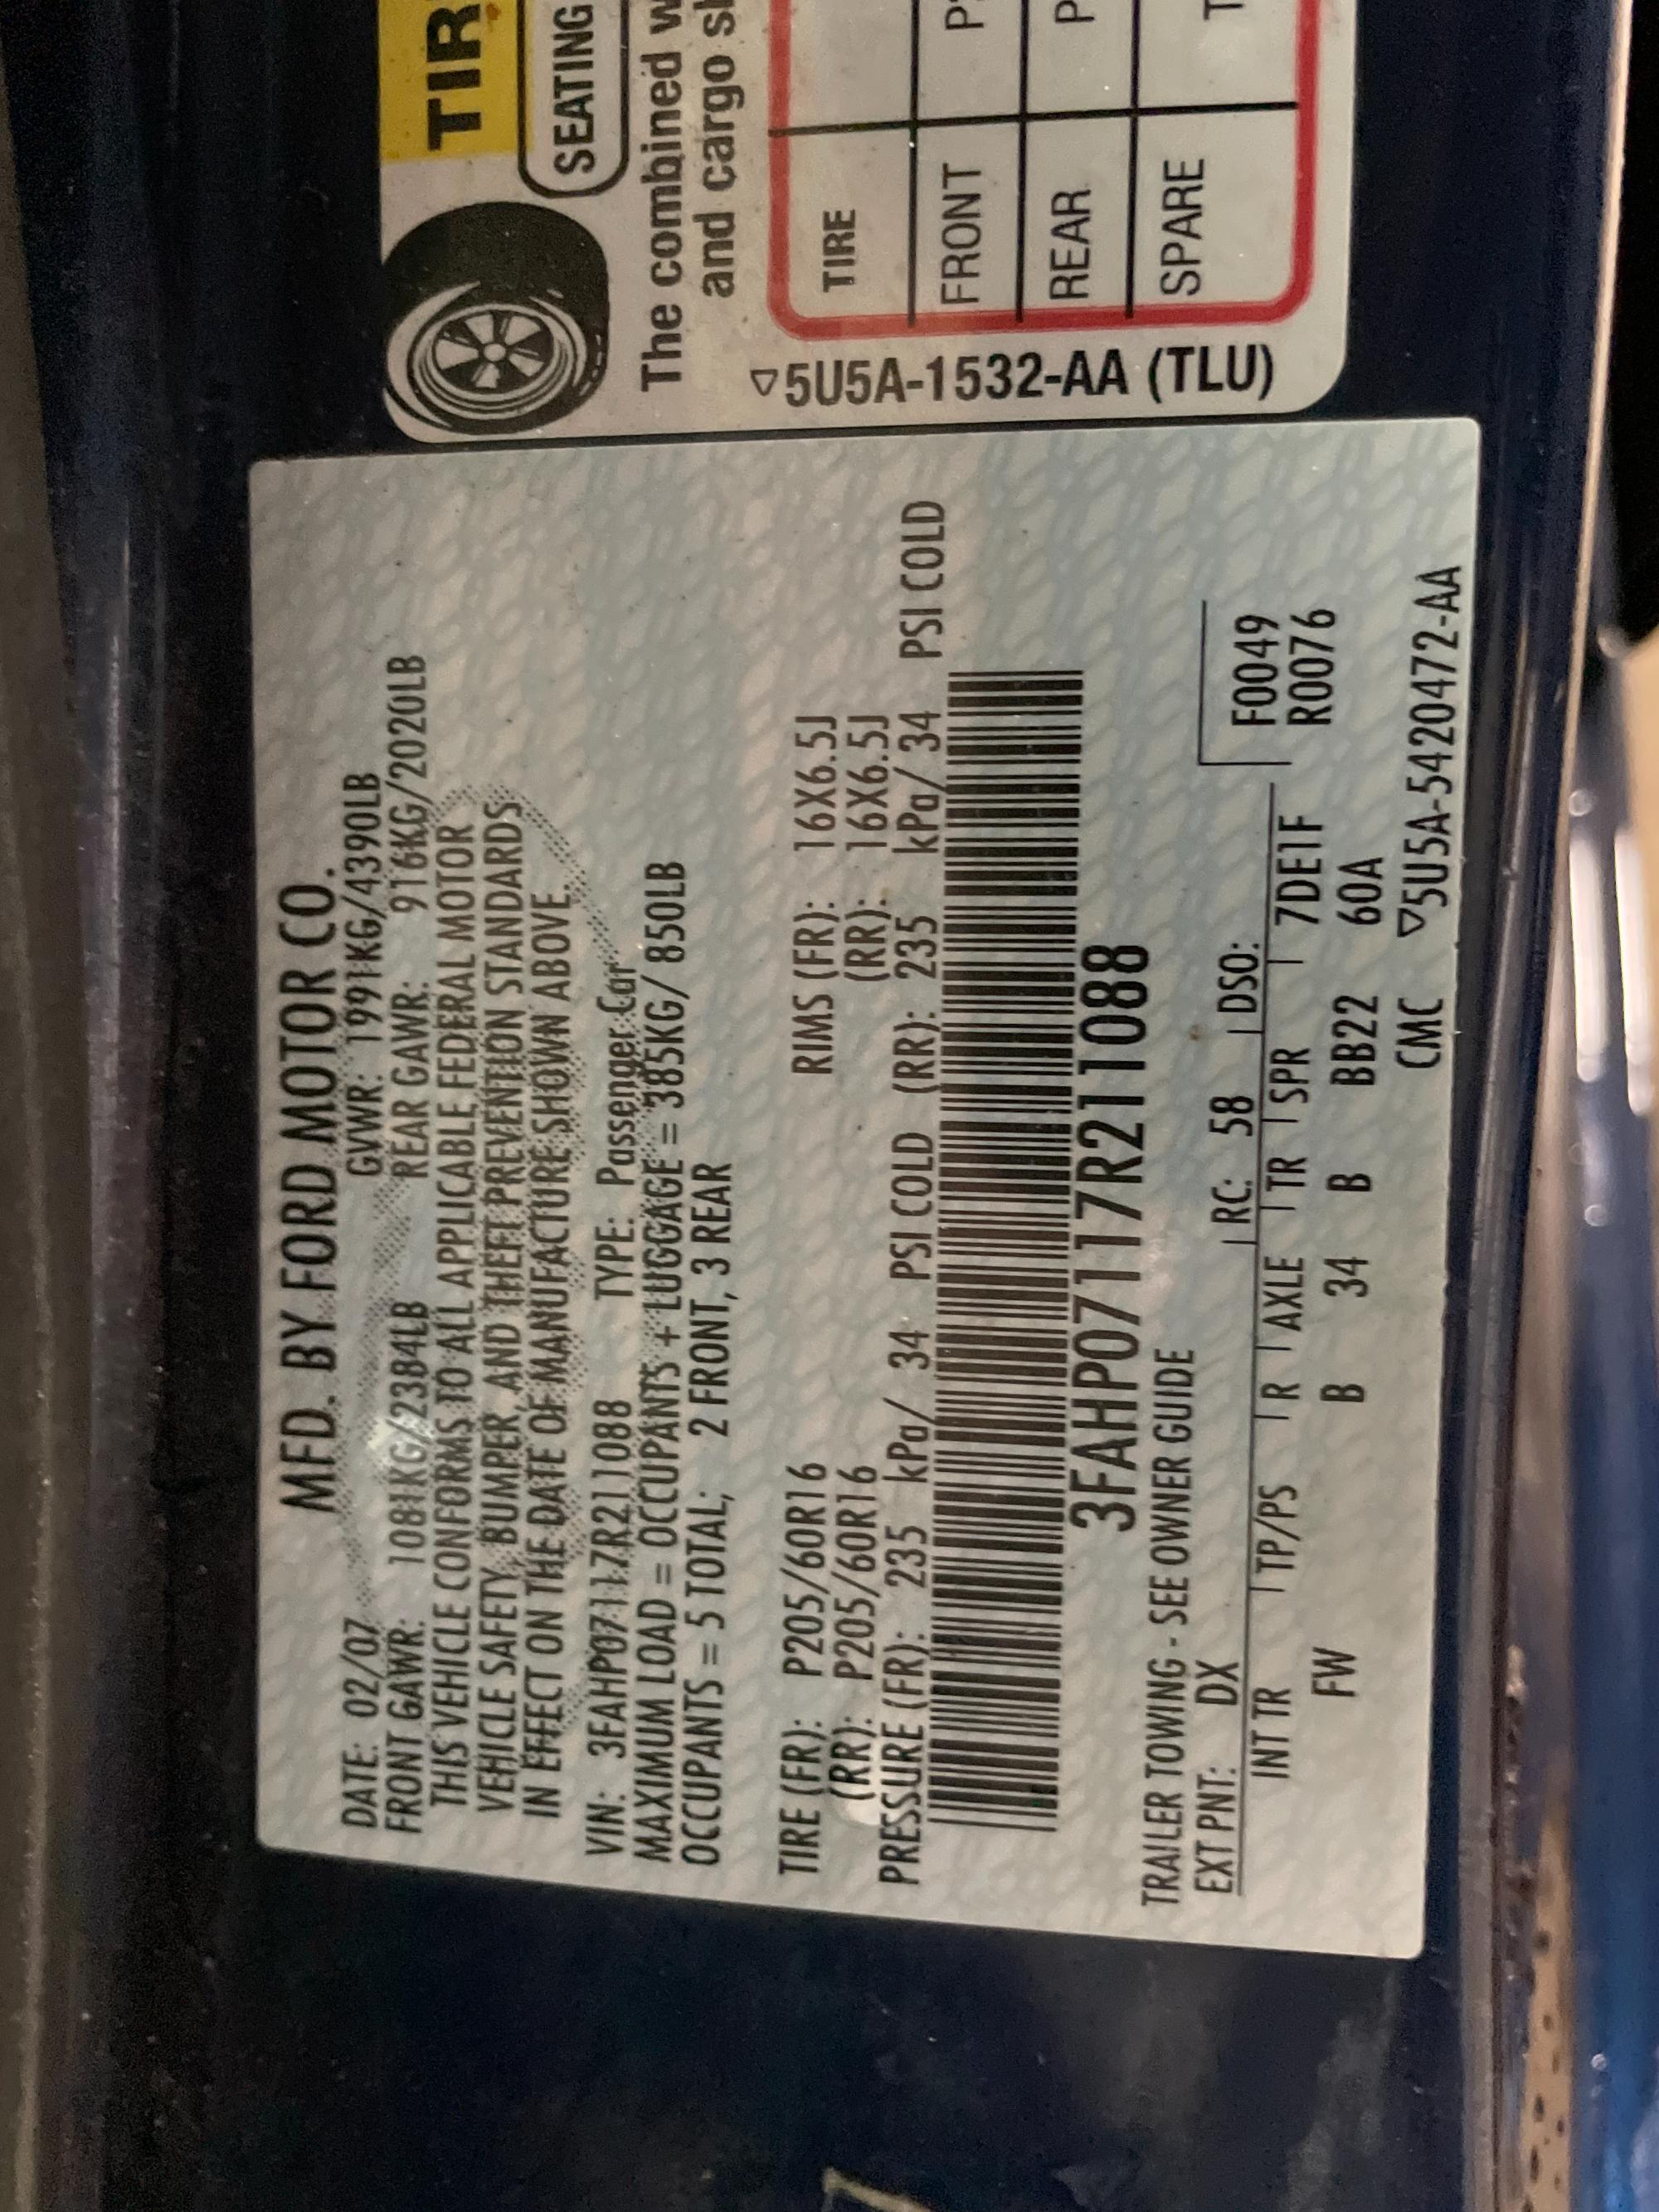 MFD. BY FORD MOTOR CO.
DATE: 02/07 GVWR: 1991KG/4390LB
FRONT GAWR: 1081KG/2384LB REAR GAWR: 916KG/2020LB
THIS VEHICLE CONFORMS TO ALL APPLICABLE FEDERAL MOTOR
VEHICLE SAFETY, BUMPER, AND THEFT PREVENTION STANDARDS
IN EFFECT ON THE DATE OF MANUFACTURE SHOWN ABOVE.
VIN: 3FAHP07117R211088 TYPE: Passenger Car
MAXIMUM LOAD = OCCUPANTS + LUGGAGE = 385KG/ 850LB
OCCUPANTS = 5 TOTAL; 2 FRONT, 3 REAR
TIRE (FR): P205/60R16 RIMS (FR): 16X6.5J
(RR): P205/60R16 (RR): 16X6.5J
PRESSURE (FR): 235 kPa/ 34 PSI COLD (RR): 235 kPa/ 34 PSI COLD
3FAHP07117R211088
TRAILER TOWING - SEE OWNER GUIDE
EXT PNT: DX RC: 58 DSO:
F0049
R0076
INT TR TP/PS R AXLE TR SPR 7DE1F
FW B 34 B BB22 60A
CMC ▽5U5A-5420472-AA
TIR
SEATING
The combined w
and cargo sh
TIRE
FRONT P
REAR P
SPARE T
▽5U5A-1532-AA (TLU)